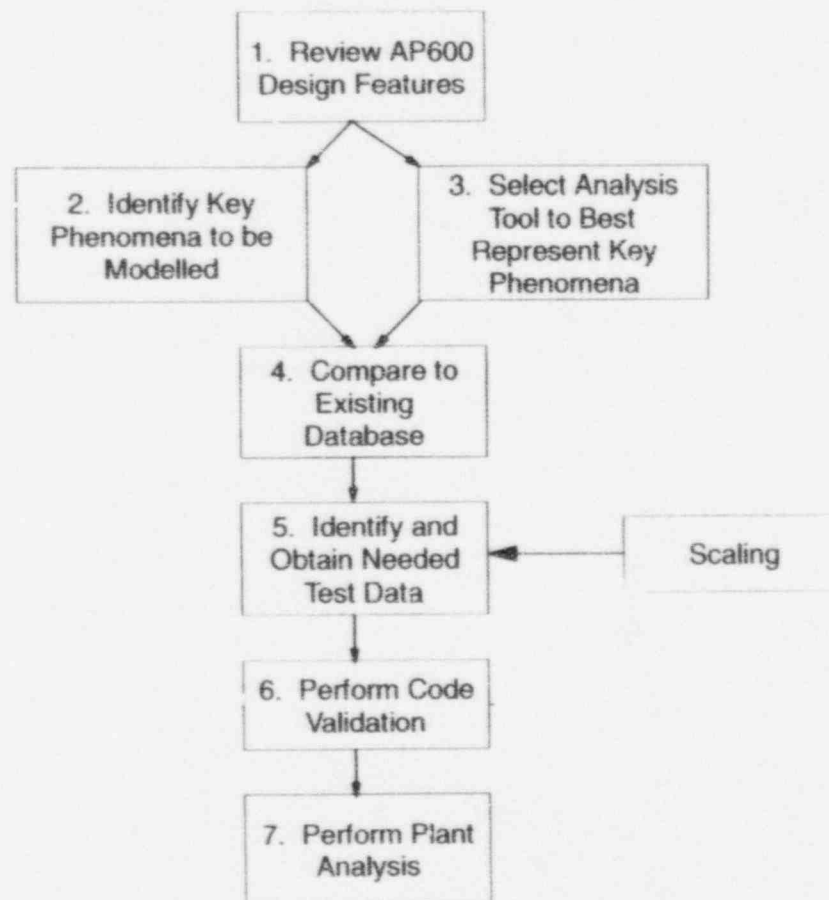 1. Review AP600
Design Features
2. Identify Key
Phenomena to be
Modelled
3. Select Analysis
Tool to Best
Represent Key
Phenomena
4. Compare to
Existing
Database
5. Identify and
Obtain Needed
Test Data
Scaling
6. Perform Code
Validation
7. Perform Plant
Analysis